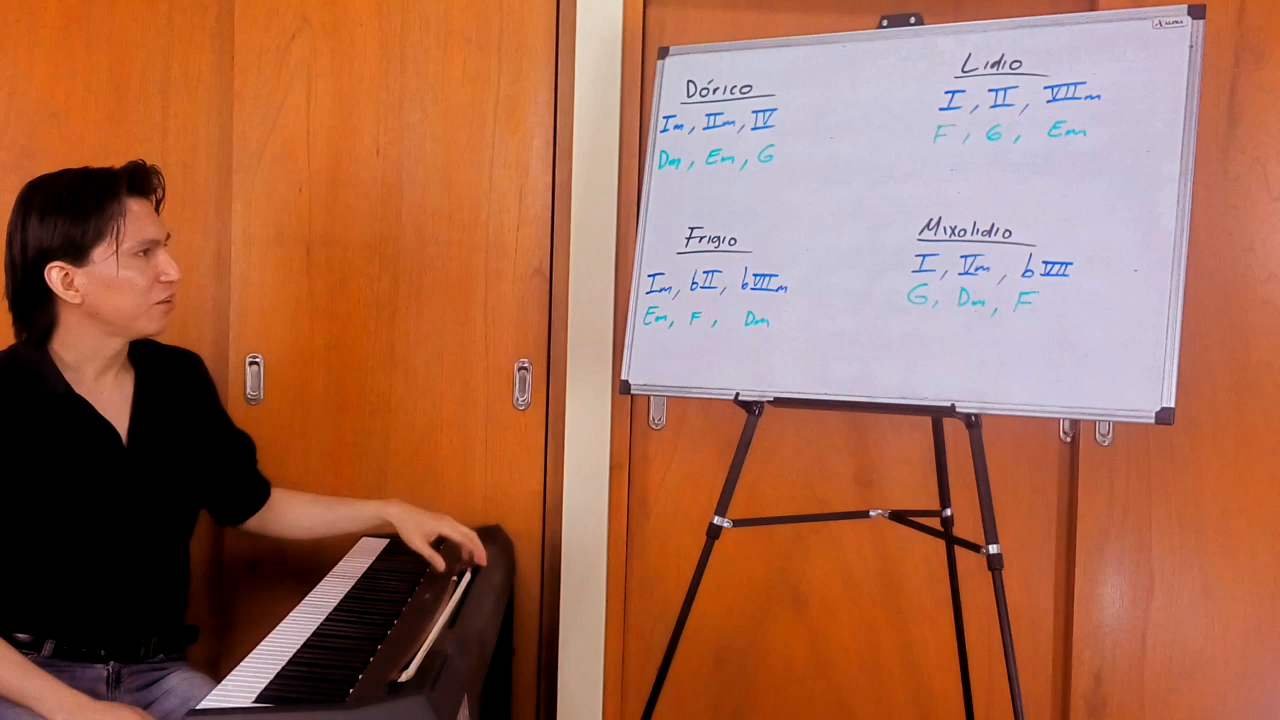 Dórico
Im, IIm, IV
Dm, Em, G
Lidio
I, II, VIIm
F, G, Em
Frigio
Im, bII, bVIIm
Em, F, Dm
Mixolidio
I, Vm, bVII
G, Dm, F